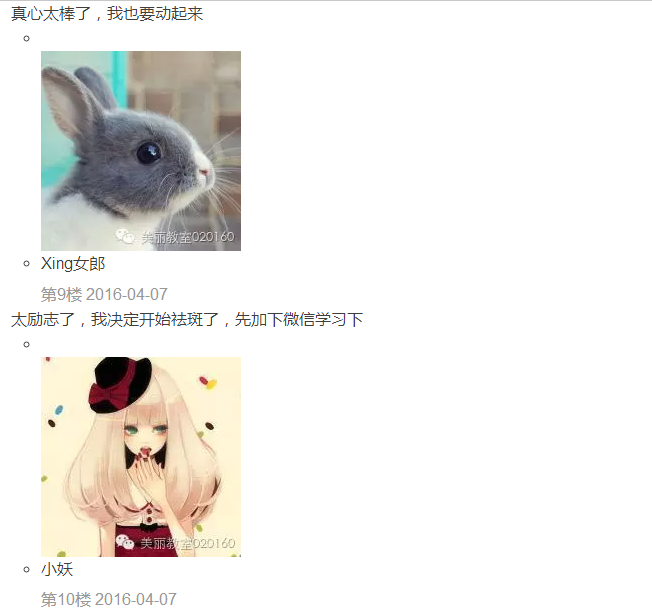 真心太棒了，我也要动起来
美丽教室020160
Xing女郎
第9楼 2016-04-07
太励志了，我决定开始祛斑了，先加下微信学习下
美丽教室020160
小妖
第10楼 2016-04-07